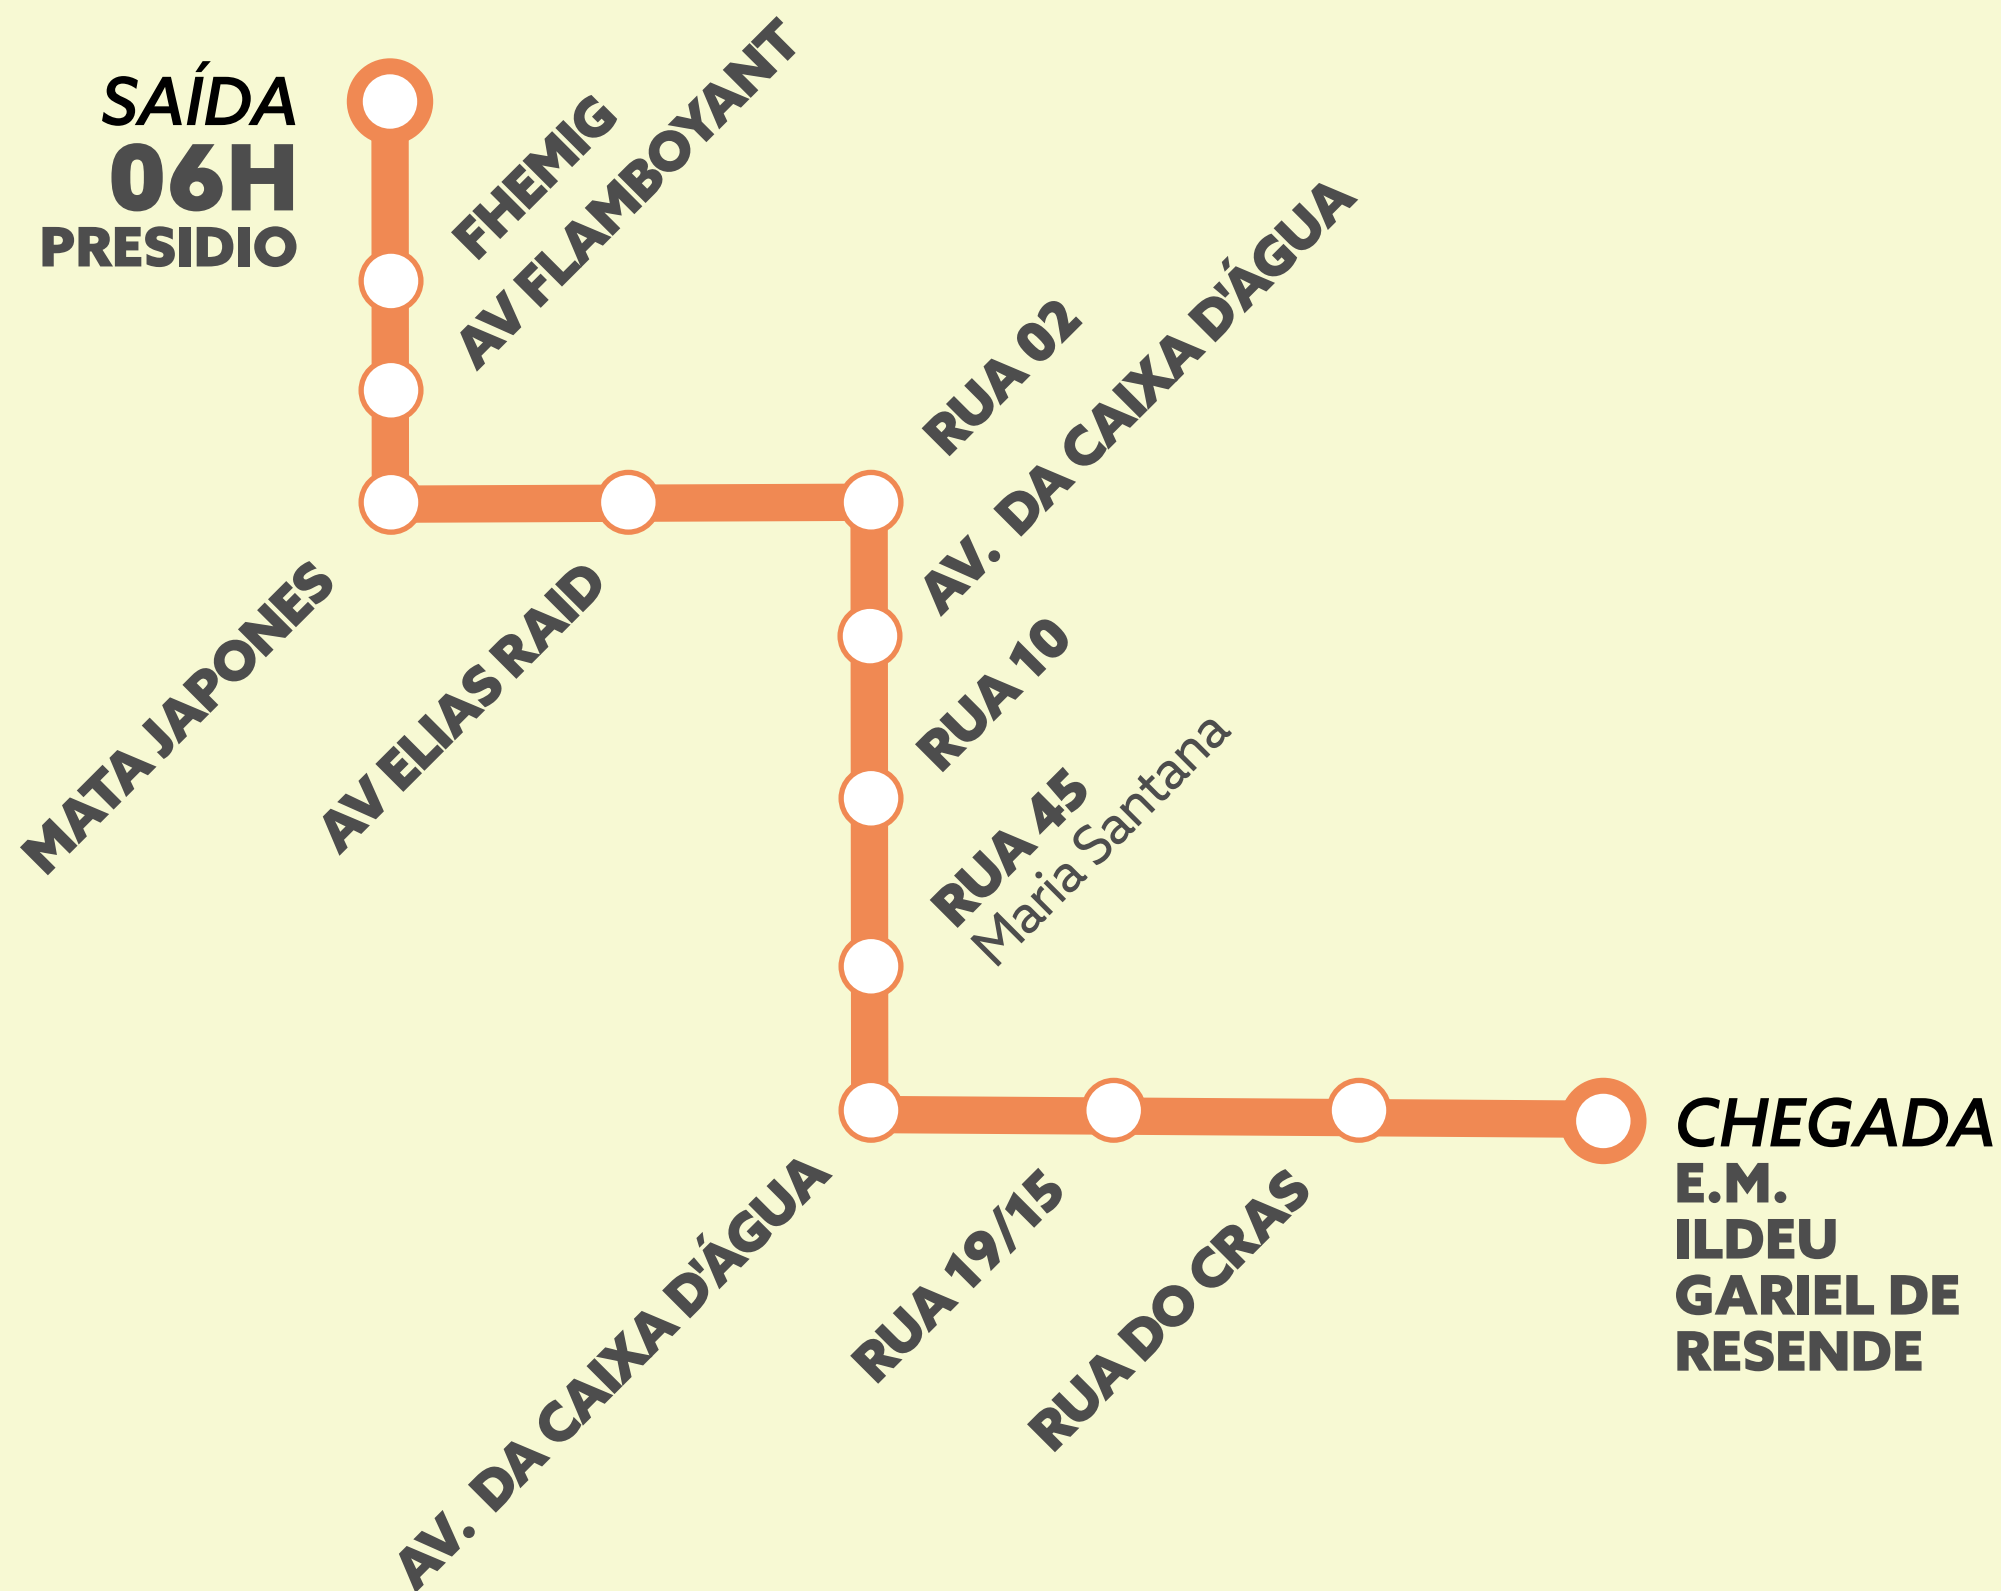 SAÍDA
06H
PRESIDIO
FHEMIG
AV FLAMBOYANT
MATA JAPONES
AV ELIAS RAID
RUA 02
AV. DA CAIXA D'ÁGUA
RUA 10
RUA 45
Maria Santana
AV. DA CAIXA D'ÁGUA
RUA 19/15
RUA DO CRAS
CHEGADA
E.M.
ILDEU
GARIEL DE
RESENDE